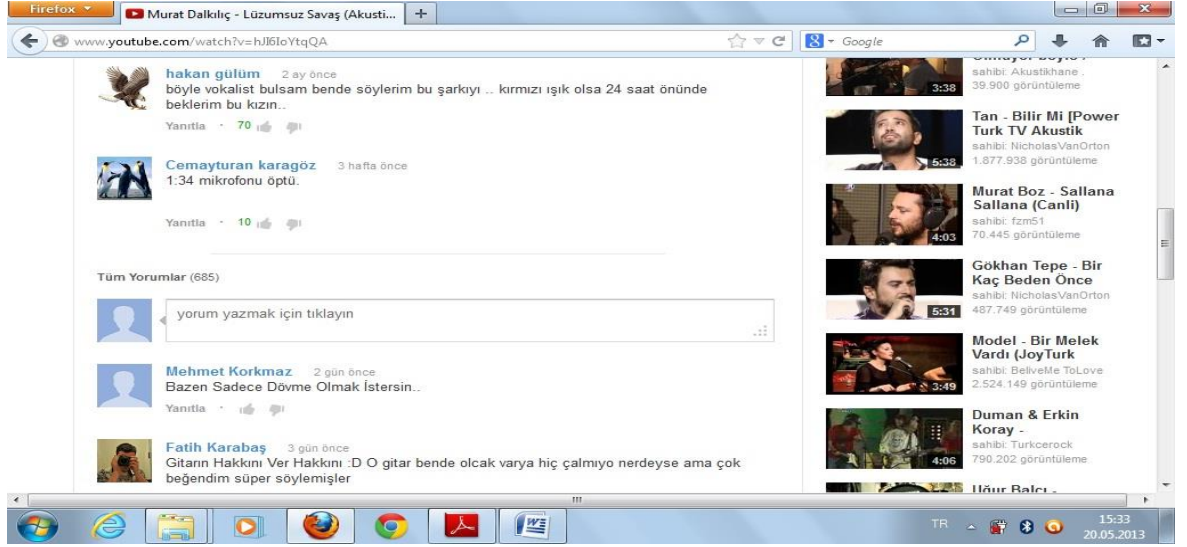 Firefox
Murat Dalkılıç - Lüzumsuz Savaş (Akusti...
www.youtube.com/watch?v=hJl6IoYtqQA
Google
hakan gülüm 2 ay önce
böyle vokalist bulsam bende söylerim bu şarkıyı .. kırmızı ışık olsa 24 saat önünde
beklerim bu kızın..
Yanıtla · 70
Cemayturan karagöz 3 hafta önce
1:34 mikrofonu öptü.
Yanıtla · 10
Tüm Yorumlar (685)
yorum yazmak için tıklayın
Mehmet Korkmaz 2 gün önce
Bazen Sadece Dövme Olmak İstersin..
Yanıtla ·
Fatih Karabaş 3 gün önce
Gitarın Hakkını Ver Hakkını :D O gitar bende olcak varya hiç çalmıyo nerdeyse ama çok
beğendim süper söylemişler
sahibi: Akustikhane .
39.900 görüntüleme
3:38
Tan - Bilir Mi [Power
Turk TV Akustik
sahibi: NicholasVanOrton
1.877.938 görüntüleme
5:38
Murat Boz - Sallana
Sallana (Canli)
sahibi: fzm51
70.445 görüntüleme
4:03
Gökhan Tepe - Bir
Kaç Beden Önce
sahibi: NicholasVanOrton
487.749 görüntüleme
5:31
Model - Bir Melek
Vardı (JoyTurk
sahibi: BeliveMe ToLove
2.524.149 görüntüleme
3:49
Duman & Erkin
Koray -
sahibi: Turkcerock
790.202 görüntüleme
4:06
Uğur Balcı -
TR
15:33
20.05.2013